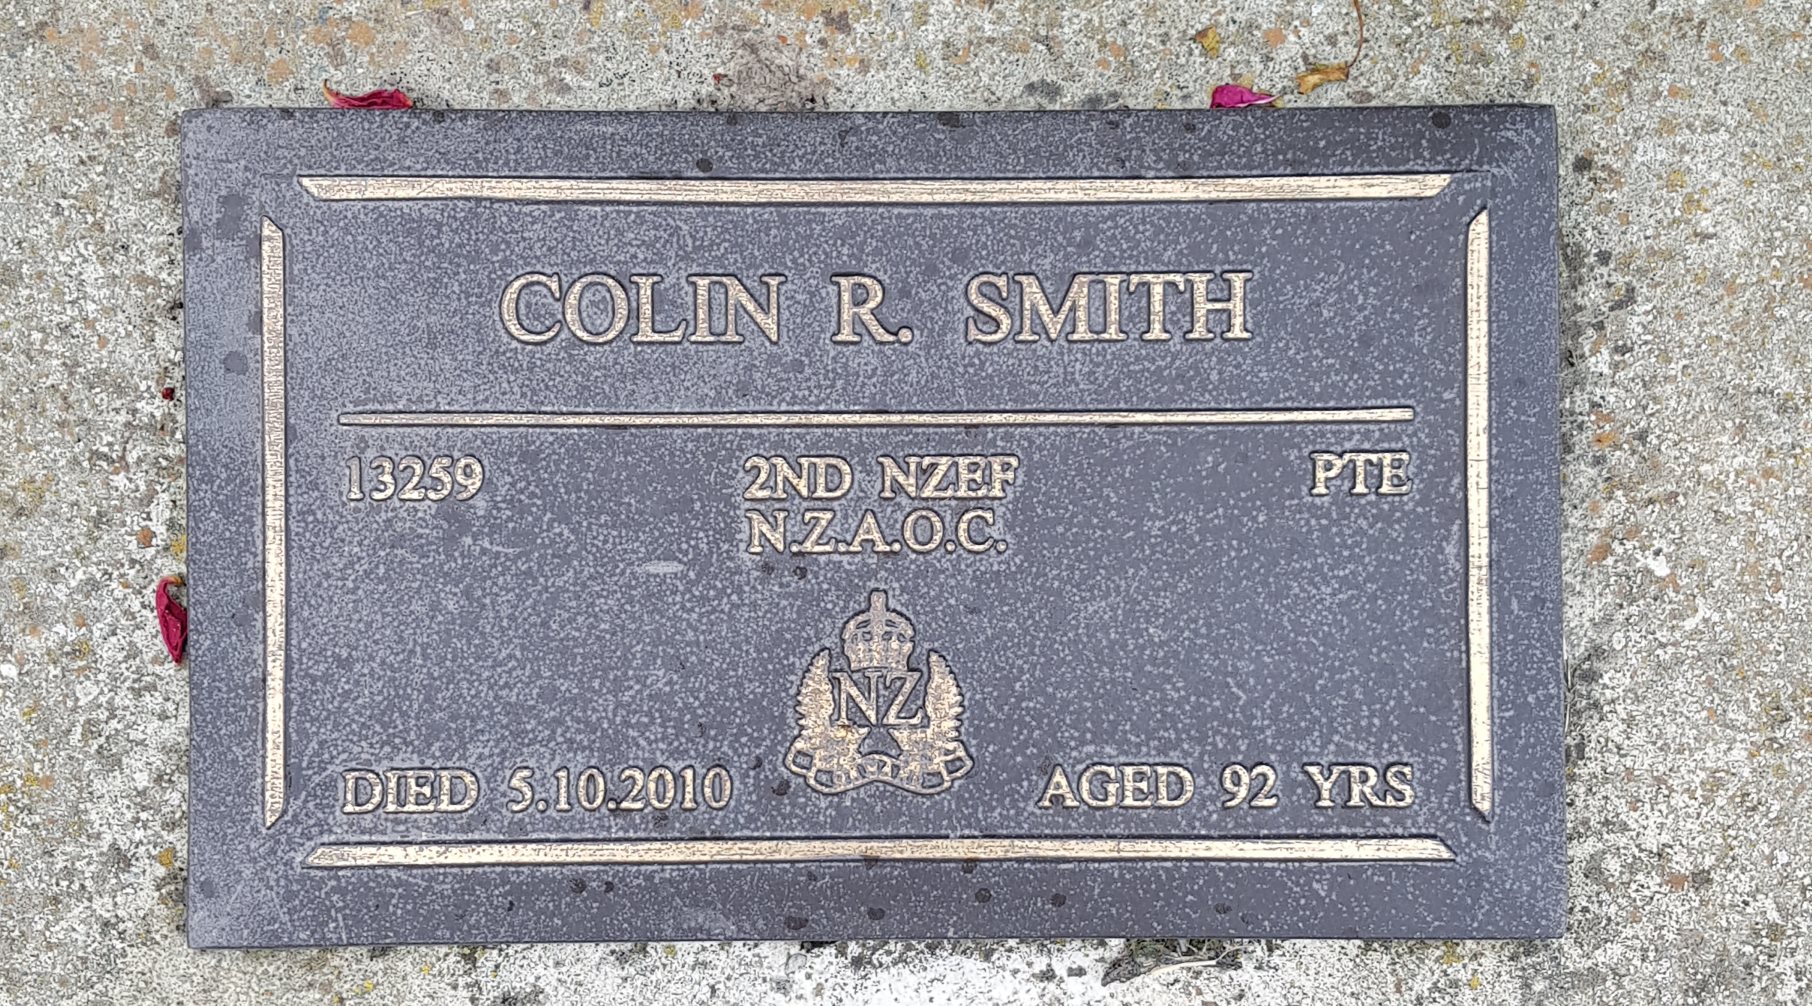 COLIN R. SMITH
13259 2ND NZEF PTE
N.Z.A.O.C.
NZ
DIED 5.10.2010 AGED 92 YRS